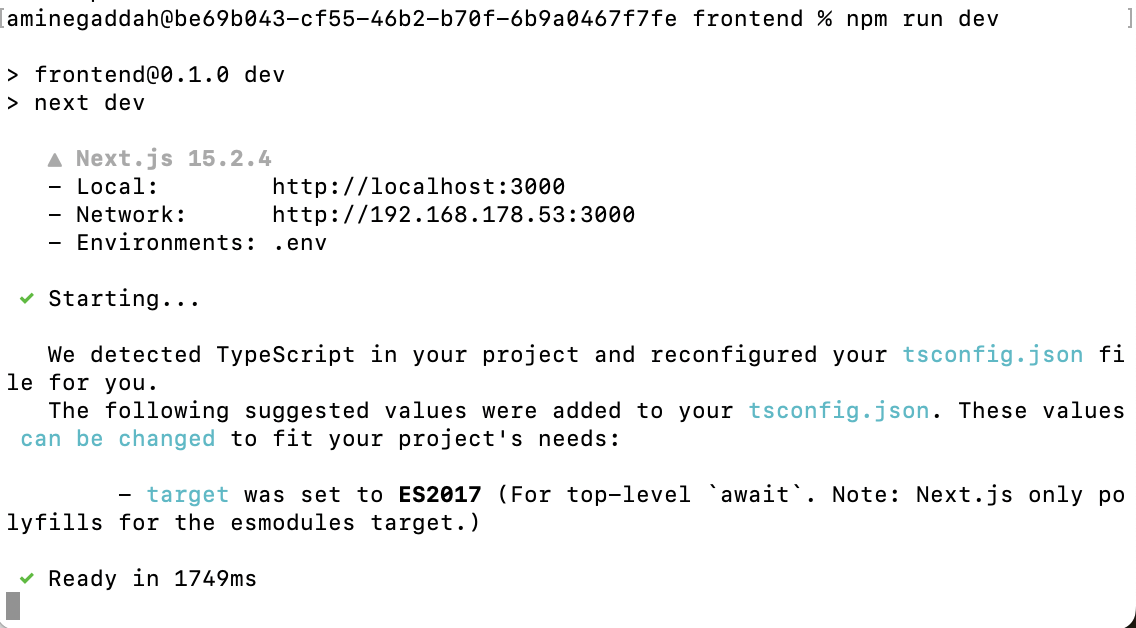 [aminegaddah@be69b043-cf55-46b2-b70f-6b9a0467f7fe frontend % npm run dev ]
> frontend@0.1.0 dev
> next dev
▲ Next.js 15.2.4
- Local: http://localhost:3000
- Network: http://192.168.178.53:3000
- Environments: .env
✓ Starting...
We detected TypeScript in your project and reconfigured your tsconfig.json fi
le for you.
The following suggested values were added to your tsconfig.json. These values
can be changed to fit your project's needs:
- target was set to ES2017 (For top-level `await`. Note: Next.js only po
lyfills for the esmodules target.)
✓ Ready in 1749ms